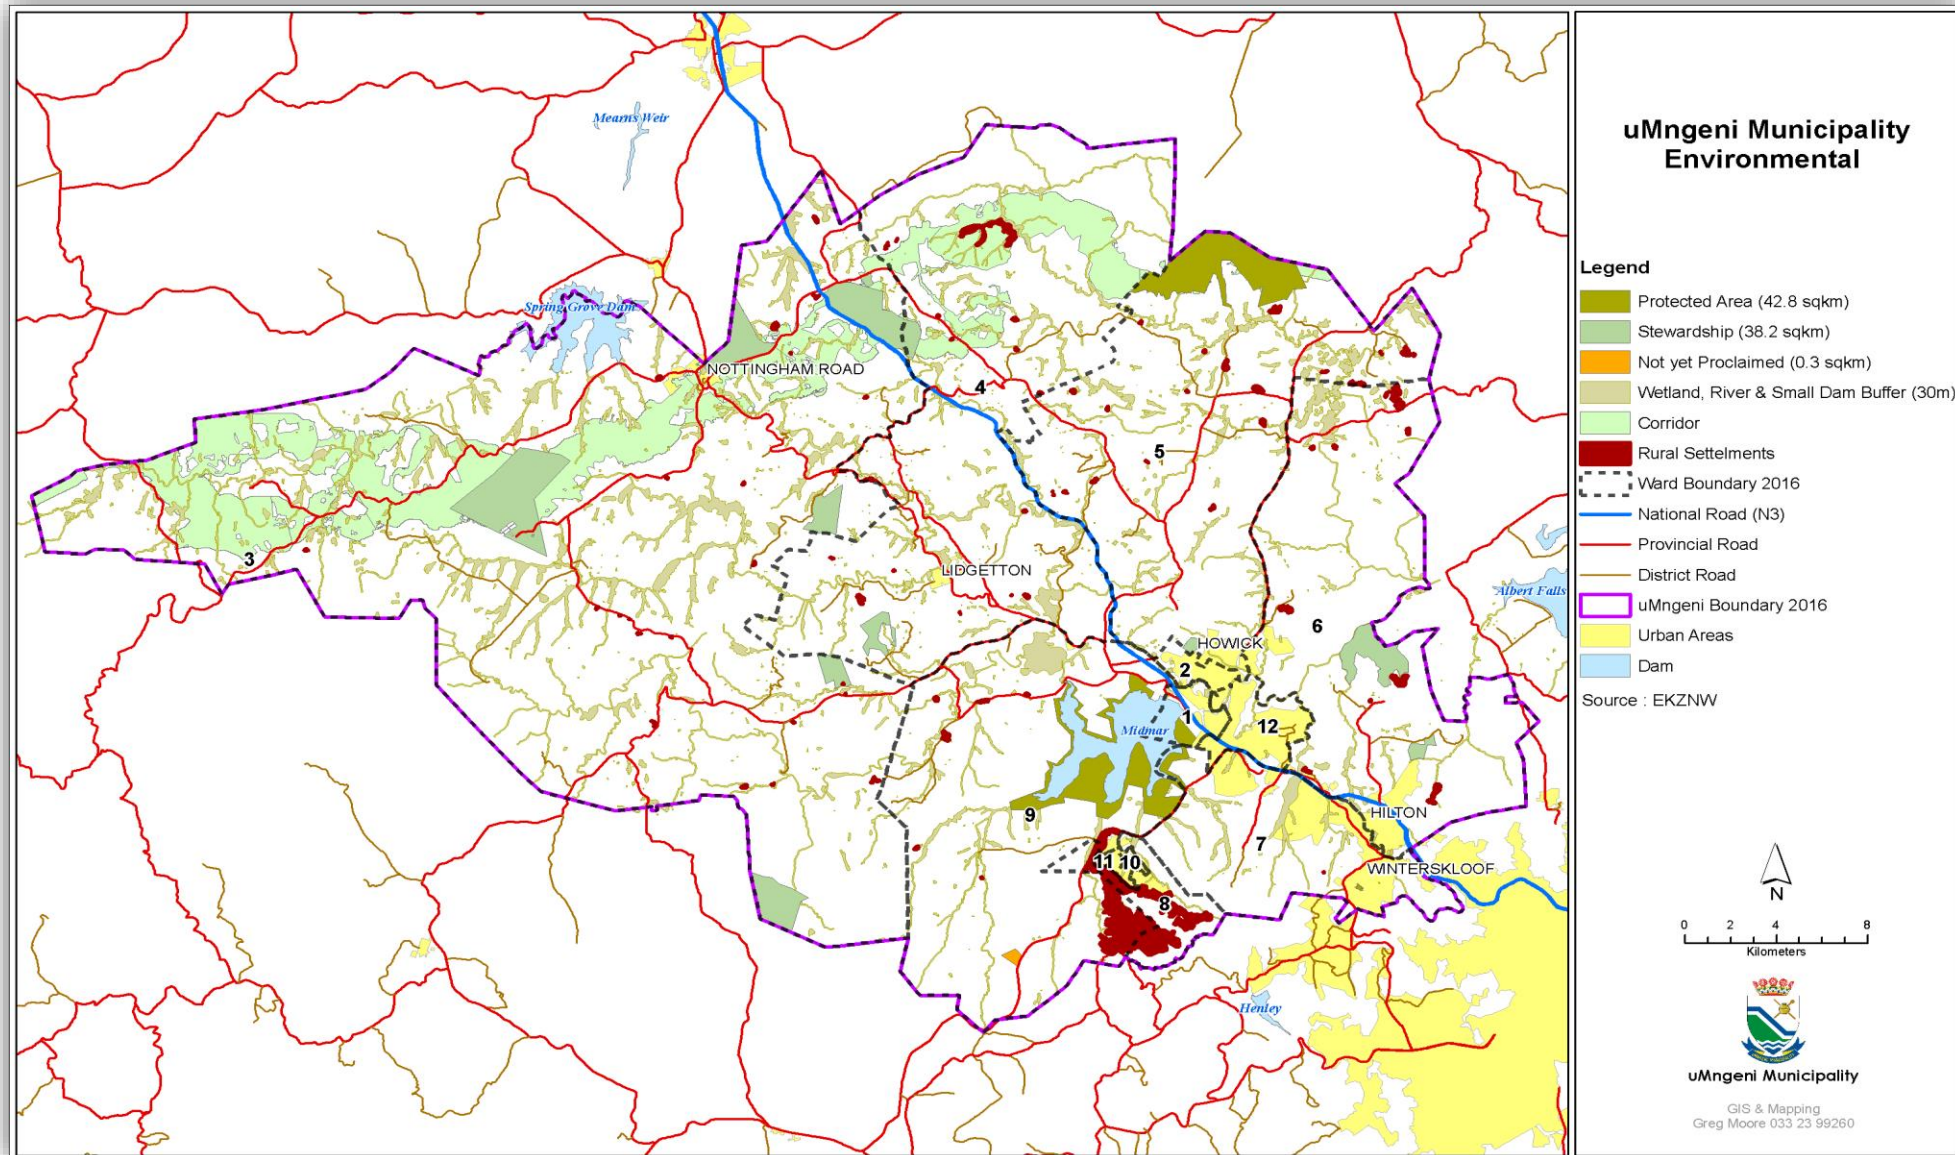 uMngeni Municipality
Environmental
Legend
Protected Area (42.8 sqkm)
Stewardship (38.2 sqkm)
Not yet Proclaimed (0.3 sqkm)
Wetland, River & Small Dam Buffer (30m)
Corridor
Rural Settelments
Ward Boundary 2016
National Road (N3)
Provincial Road
District Road
uMngeni Boundary 2016
Urban Areas
Dam
Source : EKZNW
N
0 2 4 8
Kilometers
uMngeni Municipality
GIS & Mapping
Greg Moore 033 23 99260
Mearns Weir
Spring Grove Dam
NOTTINGHAM ROAD
4
5
3
LIDGETTON
Albert Falls
6
HOWICK
2
1
12
Midmar
9
HILTON
7
11
10
WINTERSKLOOF
8
Henley